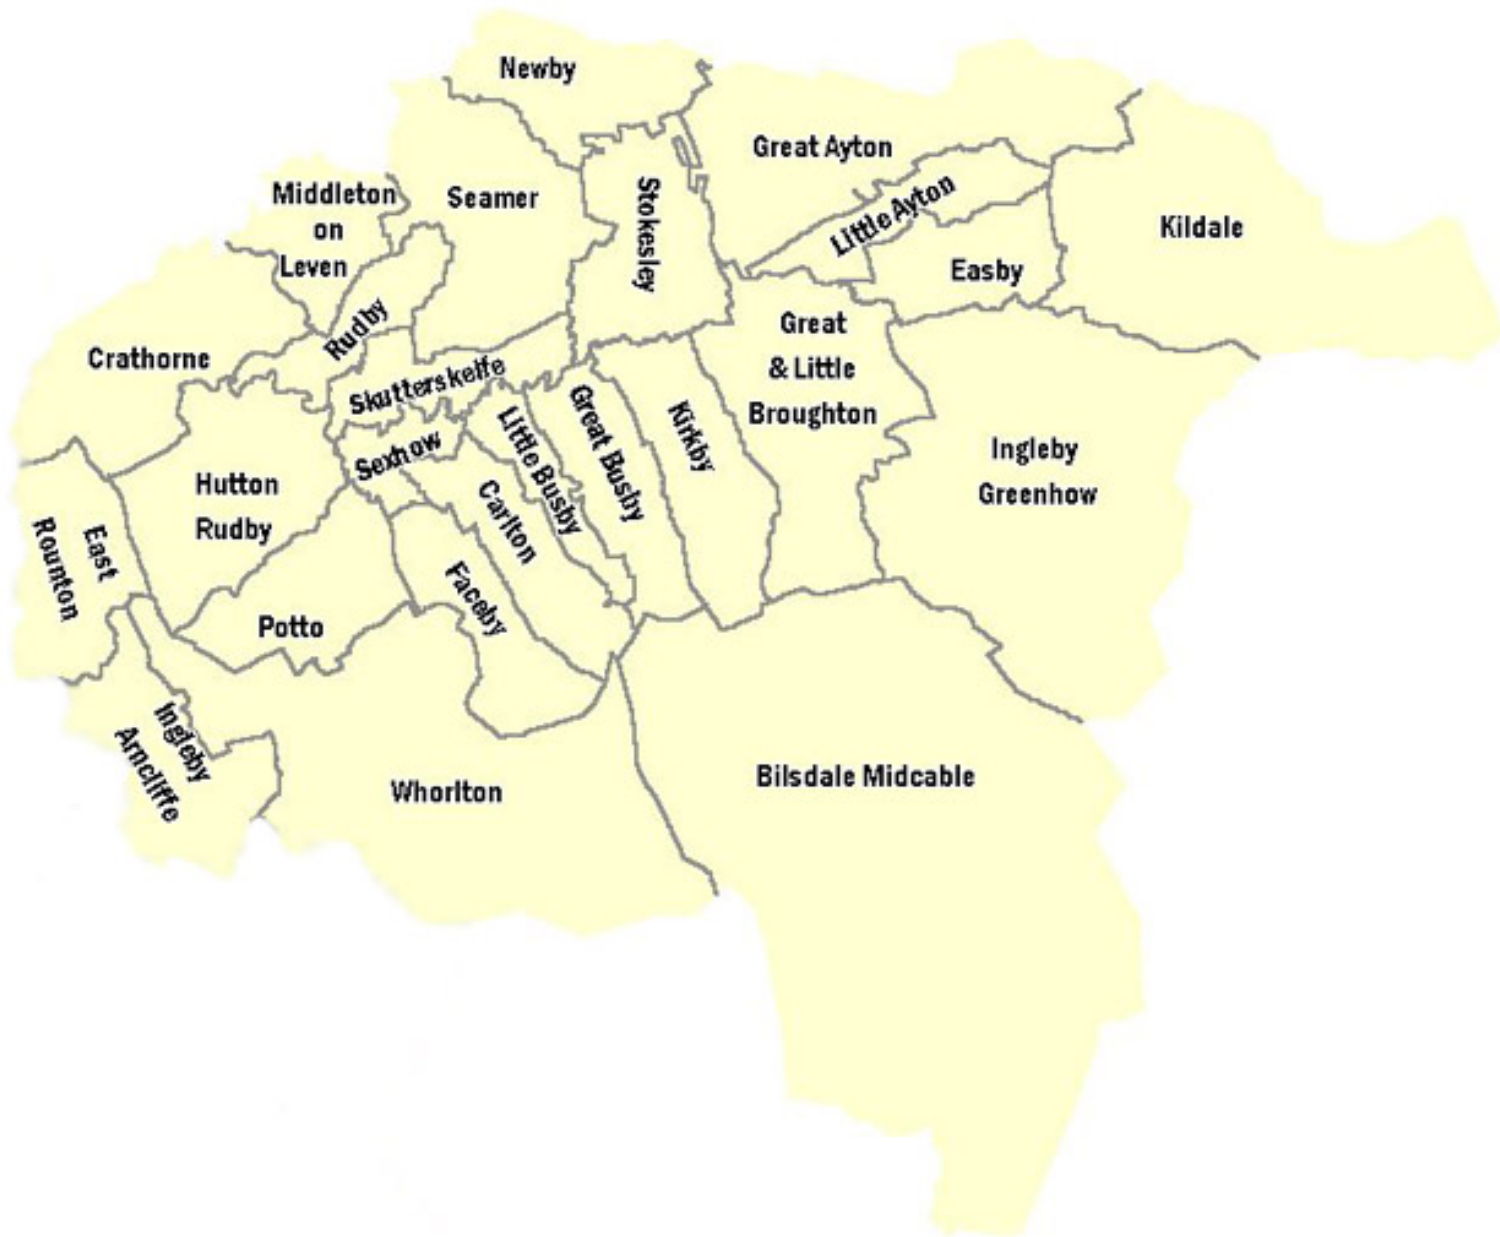 Newby
Great Ayton
Middleton
on
Leven
Seamer
Stokesley
Little Ayton
Kildale
Easby
Rudby
Crathorne
Great
& Little
Broughton
Skutterskelfe
Sexhow
Little Busby
Great Busby
Kirkby
Ingleby
Greenhow
Hutton
Rudby
Carlton
East
Rounton
Faceby
Potto
Ingleby
Arncliffe
Whorlton
Bilsdale Midcable